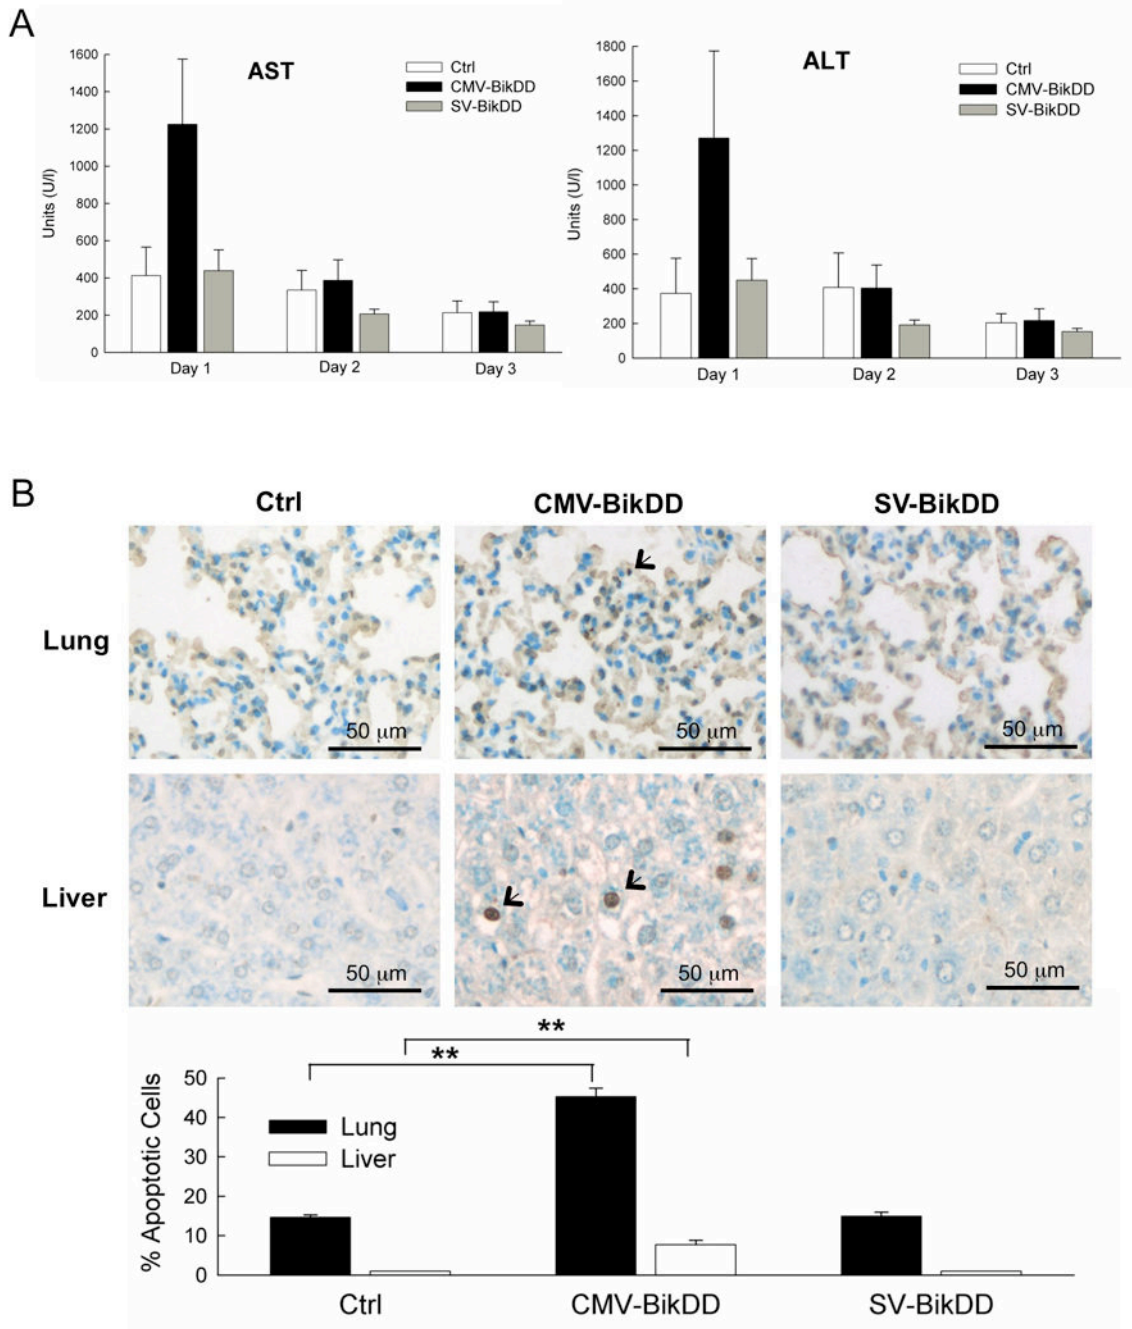 A
AST
Ctrl
CMV-BikDD
SV-BikDD
Units (U/l)
1600
1400
1200
1000
800
600
400
200
0
Day 1 Day 2 Day 3
ALT
Ctrl
CMV-BikDD
SV-BikDD
Units (U/l)
1800
1600
1400
1200
1000
800
600
400
200
0
Day 1 Day 2 Day 3
B
Ctrl CMV-BikDD SV-BikDD
Lung
50 μm 50 μm 50 μm
Liver
50 μm 50 μm 50 μm
**
**
% Apoptotic Cells
50
40
30
20
10
0
Lung
Liver
Ctrl CMV-BikDD SV-BikDD